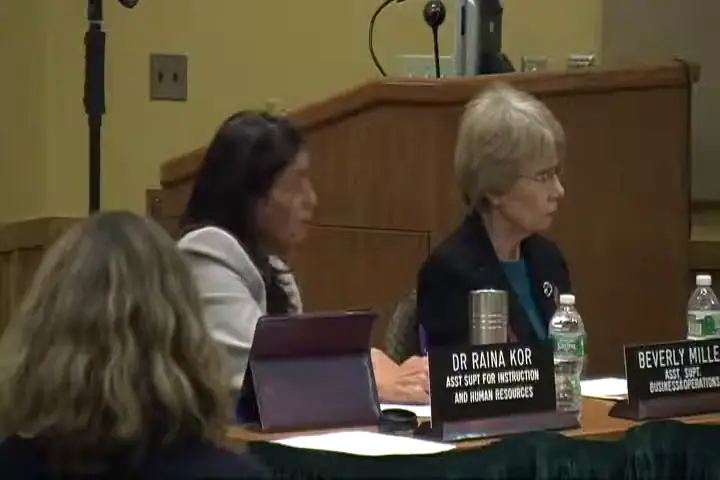 DR RAINA KOR
ASST SUPT FOR INSTRUCTION
AND HUMAN RESOURCES
BEVERLY MILLE
ASST. SUPT.
BUSINESS&OPERATIONS